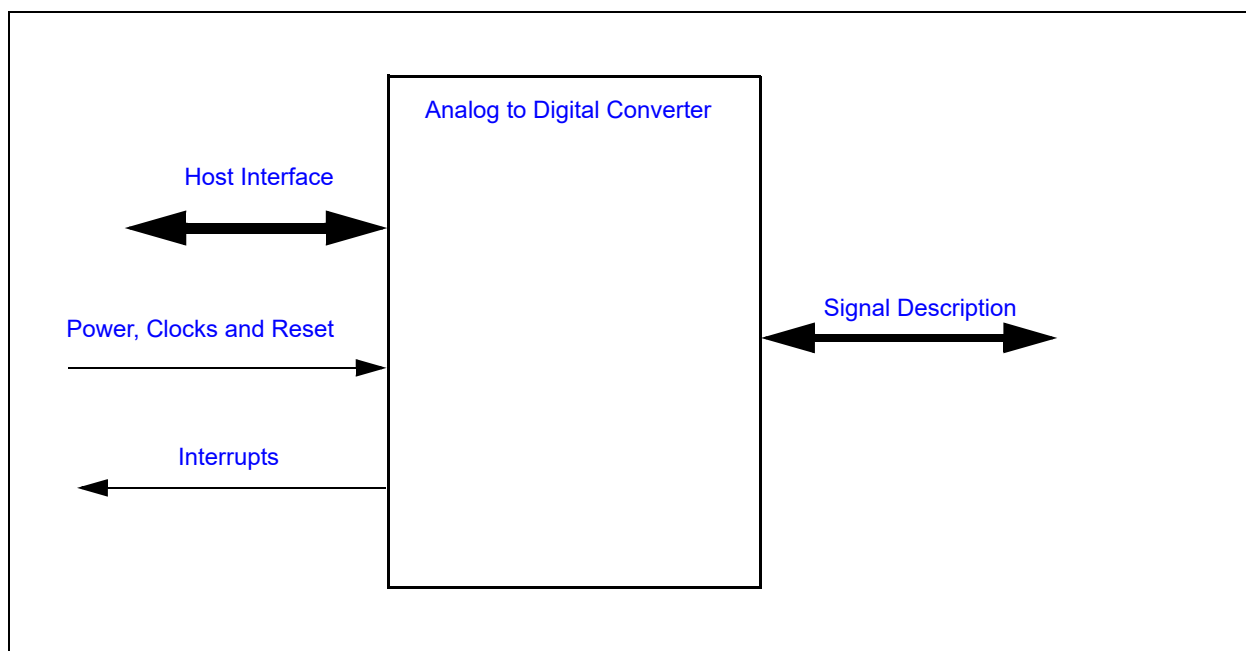 Analog to Digital Converter
Host Interface
Signal Description
Power, Clocks and Reset
Interrupts